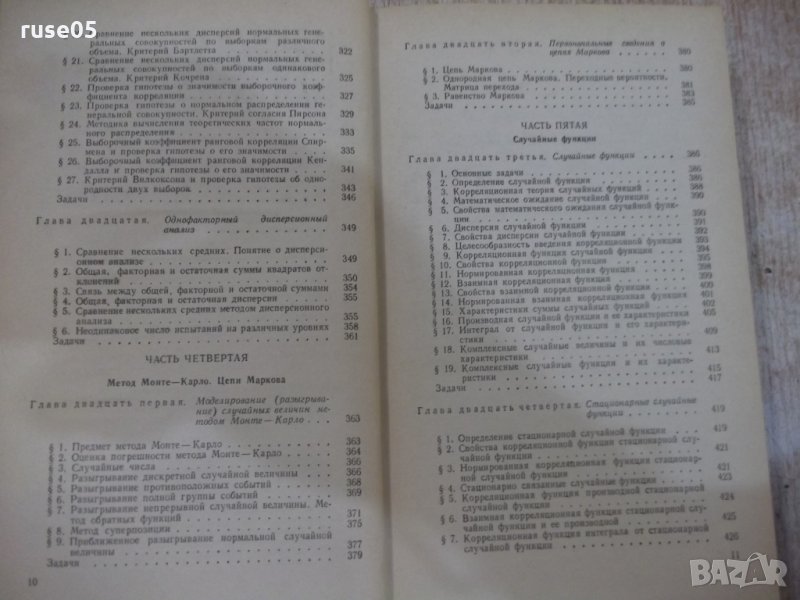 ruse05
Сравнение нескольких дисперсий нормальных гене-
ральных совокупностей по выборкам различного
объема. Критерий Бартлетта 322
§ 21. Сравнение нескольких дисперсий нормальных ген-
ральных совокупностей по выборкам одинакового
объема. Критерий Кочрена 325
§ 22. Проверка гипотезы о значимости выборочного коэф-
фициента корреляции 327
§ 23. Проверка гипотезы о нормальном распределении ге-
неральной совокупности. Критерий согласия Пирсона 329
§ 24. Методика вычисления теоретических частот нормаль-
ного распределения 333
§ 25. Выборочный коэффициент ранговой корреляции Спир-
мена и проверка гипотезы о его значимости 335
§ 26. Выборочный коэффициент ранговой корреляции Кен-
далла и проверка гипотезы о его значимости 341
§ 27. Критерий Вилкоксона и проверка гипотезы об одно-
родности двух выборок 343
Задачи 346
Глава двадцатая. Однофакторный дисперсионный
анализ 349
§ 1. Сравнение нескольких средних. Понятие о дисперси-
онном анализе 349
§ 2. Общая, факторная и остаточная суммы квадратов от-
клонений 350
§ 3. Связь между общей, факторной и остаточной суммами 354
§ 4. Общая, факторная и остаточная дисперсии 355
§ 5. Сравнение нескольких средних методом дисперсионного
анализа 355
§ 6. Неодинаковое число испытаний на различных уровнях 358
Задачи 361
ЧАСТЬ ЧЕТВЕРТАЯ
Метод Монте—Карло. Цепи Маркова
Глава двадцать первая. Моделирование (разыгрыва-
ние) случайных величин ме-
тодом Монте—Карло 363
§ 1. Предмет метода Монте—Карло 363
§ 2. Оценка погрешности метода Монте—Карло 364
§ 3. Случайные числа 366
§ 4. Разыгрывание дискретной случайной величины 366
§ 5. Разыгрывание противоположных событий 368
§ 6. Разыгрывание полной группы событий 369
§ 7. Разыгрывание непрерывной случайной величины. Ме-
тод обратных функций 371
§ 8. Метод суперпозиции 375
§ 9. Приближенное разыгрывание нормальной случайной
величины 377
Задачи 379
10
Глава двадцать вторая. Первоначальные сведения о
цепях Маркова 380
§ 1. Цепь Маркова 380
§ 2. Однородная цепь Маркова. Переходные вероятности.
Матрица перехода 381
§ 3. Равенство Маркова 383
Задачи 385
ЧАСТЬ ПЯТАЯ
Случайные функции
Глава двадцать третья. Случайные функции 386
§ 1. Основные задачи 386
§ 2. Определение случайной функции 386
§ 3. Корреляционная теория случайных функций 388
§ 4. Математическое ожидание случайной функции 389
§ 5. Свойства математического ожидания случайной функ-
ции 390
§ 6. Дисперсия случайной функции 391
§ 7. Свойства дисперсии случайной функции 392
§ 8. Целесообразность введения корреляционной функции 393
§ 9. Корреляционная функция случайной функции 394
§ 10. Свойства корреляционной функции 395
§ 11. Нормированная корреляционная функция 398
§ 12. Взаимная корреляционная функция 399
§ 13. Свойства взаимной корреляционной функции 400
§ 14. Нормированная взаимная корреляционная функция 401
§ 15. Характеристики суммы случайных функций 402
§ 16. Производная случайной функции и ее характеристики 405
§ 17. Интеграл от случайной функции и его характери-
стики 409
§ 18. Комплексные случайные величины и их числовые
характеристики 413
§ 19. Комплексные случайные функции и их характе-
ристики 415
Задачи 417
Глава двадцать четвертая. Стационарные случайные
функции 419
§ 1. Определение стационарной случайной функции 419
§ 2. Свойства корреляционной функции стационарной слу-
чайной функции 421
§ 3. Нормированная корреляционная функция стационарной
случайной функции 421
§ 4. Стационарно связанные случайные функции 423
§ 5. Корреляционная функция производной стационарной
случайной функции 424
§ 6. Взаимная корреляционная функция стационарной слу-
чайной функции и ее производной 425
§ 7. Корреляционная функция интеграла от стационарной
случайной функции 426
11
BAZAR